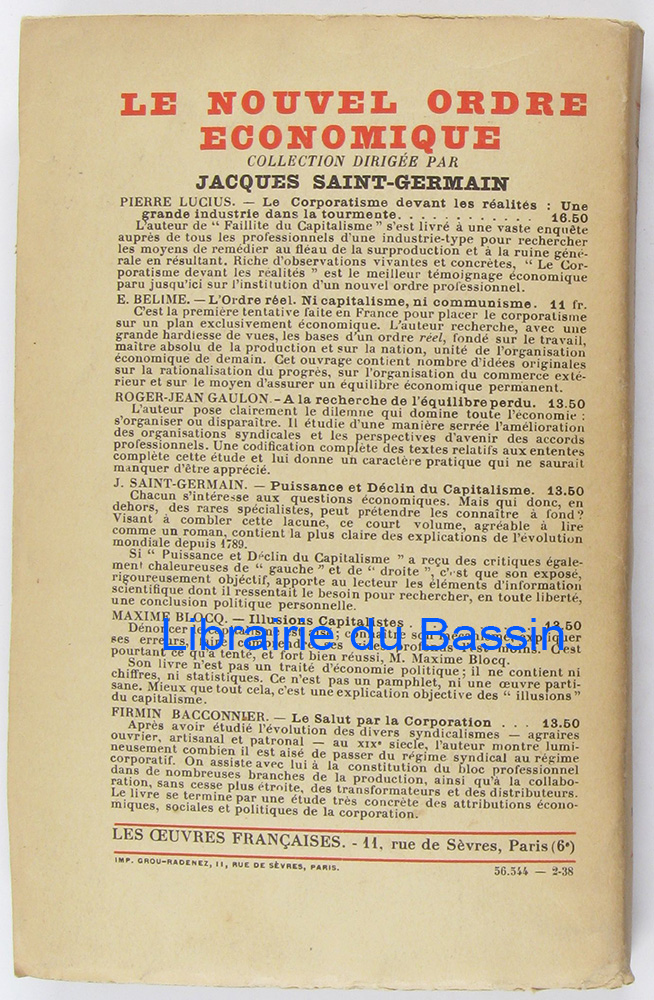 LE NOUVEL ORDRE
ECONOMIQUE
COLLECTION DIRIGÉE PAR
JACQUES SAINT-GERMAIN
PIERRE LUCIUS. — Le Corporatisme devant les réalités : Une
grande industrie dans la tourmente. . . . . . . . . . . . . 16.50
L'auteur de " Faillite du Capitalisme " s'est livré à une vaste enquête
auprès de tous les professionnels d'une industrie-type pour rechercher
les moyens de remédier au fléau de la surproduction et à la ruine géné-
rale en résultant. Riche d'observations vivantes et concrètes, " Le Cor-
poratisme devant les réalités " est le meilleur témoignage économique
paru jusqu'ici sur l'institution d'un nouvel ordre professionnel.
E. BELIME. — L'Ordre réel. Ni capitalisme, ni communisme. 11 fr.
C'est la première tentative faite en France pour placer le corporatisme
sur un plan exclusivement économique. L'auteur recherche, avec une
grande hardiesse de vues, les bases d'un ordre réel, fondé sur le travail,
maître absolu de la production et sur la nation, unité de l'organisation
économique de demain. Cet ouvrage contient nombre d'idées originales
sur la rationalisation du progrès, sur l'organisation du commerce exté-
rieur et sur le moyen d'assurer un équilibre économique permanent.
ROGER-JEAN GAULON. - A la recherche de l'équilibre perdu. 13.50
L'auteur pose clairement le dilemne qui domine toute l'économie :
s'organiser ou disparaître. Il étudie d'une manière serrée l'amélioration
des organisations syndicales et les perspectives d'avenir des accords
professionnels. Une codification complète des textes relatifs aux ententes
complète cette étude et lui donne un caractère pratique qui ne saurait
manquer d'être apprécié.
J. SAINT-GERMAIN. — Puissance et Déclin du Capitalisme. 13.50
Chacun s'intéresse aux questions économiques. Mais qui donc, en
dehors, des rares spécialistes, peut prétendre les connaître à fond ?
Visant à combler cette lacune, ce court volume, agréable à lire
comme un roman, contient la plus claire des explications de l'évolution
mondiale depuis 1789.
Si " Puissance et Déclin du Capitalisme " a reçu des critiques égale-
ment chaleureuses de " gauche " et de " droite ", c'est que son exposé,
rigoureusement objectif, apporte au lecteur les éléments d'information
scientifique dont il ressentait le besoin pour rechercher, en toute liberté,
une conclusion politique personnelle.
MAXIME BLOCQ. — Illusions Capitalistes . 13.50
Dénoncer le
ses erreurs,
C'est
pourtant ce qu'a tenté, et fort bien réussi, M. Maxime Blocq.
Librairie du Bassin
Son livre n'est pas un traité d'économie politique ; il ne contient ni
chiffres, ni statistiques. Ce n'est pas un pamphlet, ni une œuvre parti-
sane. Mieux que tout cela, c'est une explication objective des " illusions "
du capitalisme.
FIRMIN BACCONNIER. — Le Salut par la Corporation . . . 13.50
Après avoir étudié l'évolution des divers syndicalismes — agraires
ouvrier, artisanal et patronal — au XIXe siècle, l'auteur montre lumi-
neusement combien il est aisé de passer du régime syndical au régime
corporatif. On assiste avec lui à la constitution du bloc professionnel
dans de nombreuses branches de la production, ainsi qu'à la collabo-
ration, sans cesse plus étroite, des transformateurs et des distributeurs.
Le livre se termine par une étude très concrète des attributions écono-
miques, sociales et politiques de la corporation.
LES ŒUVRES FRANÇAISES. - 11, rue de Sèvres, Paris (6e)
IMP. GROU-RADENEZ, 11, RUE DE SÈVRES, PARIS.
56.544 — 2-38